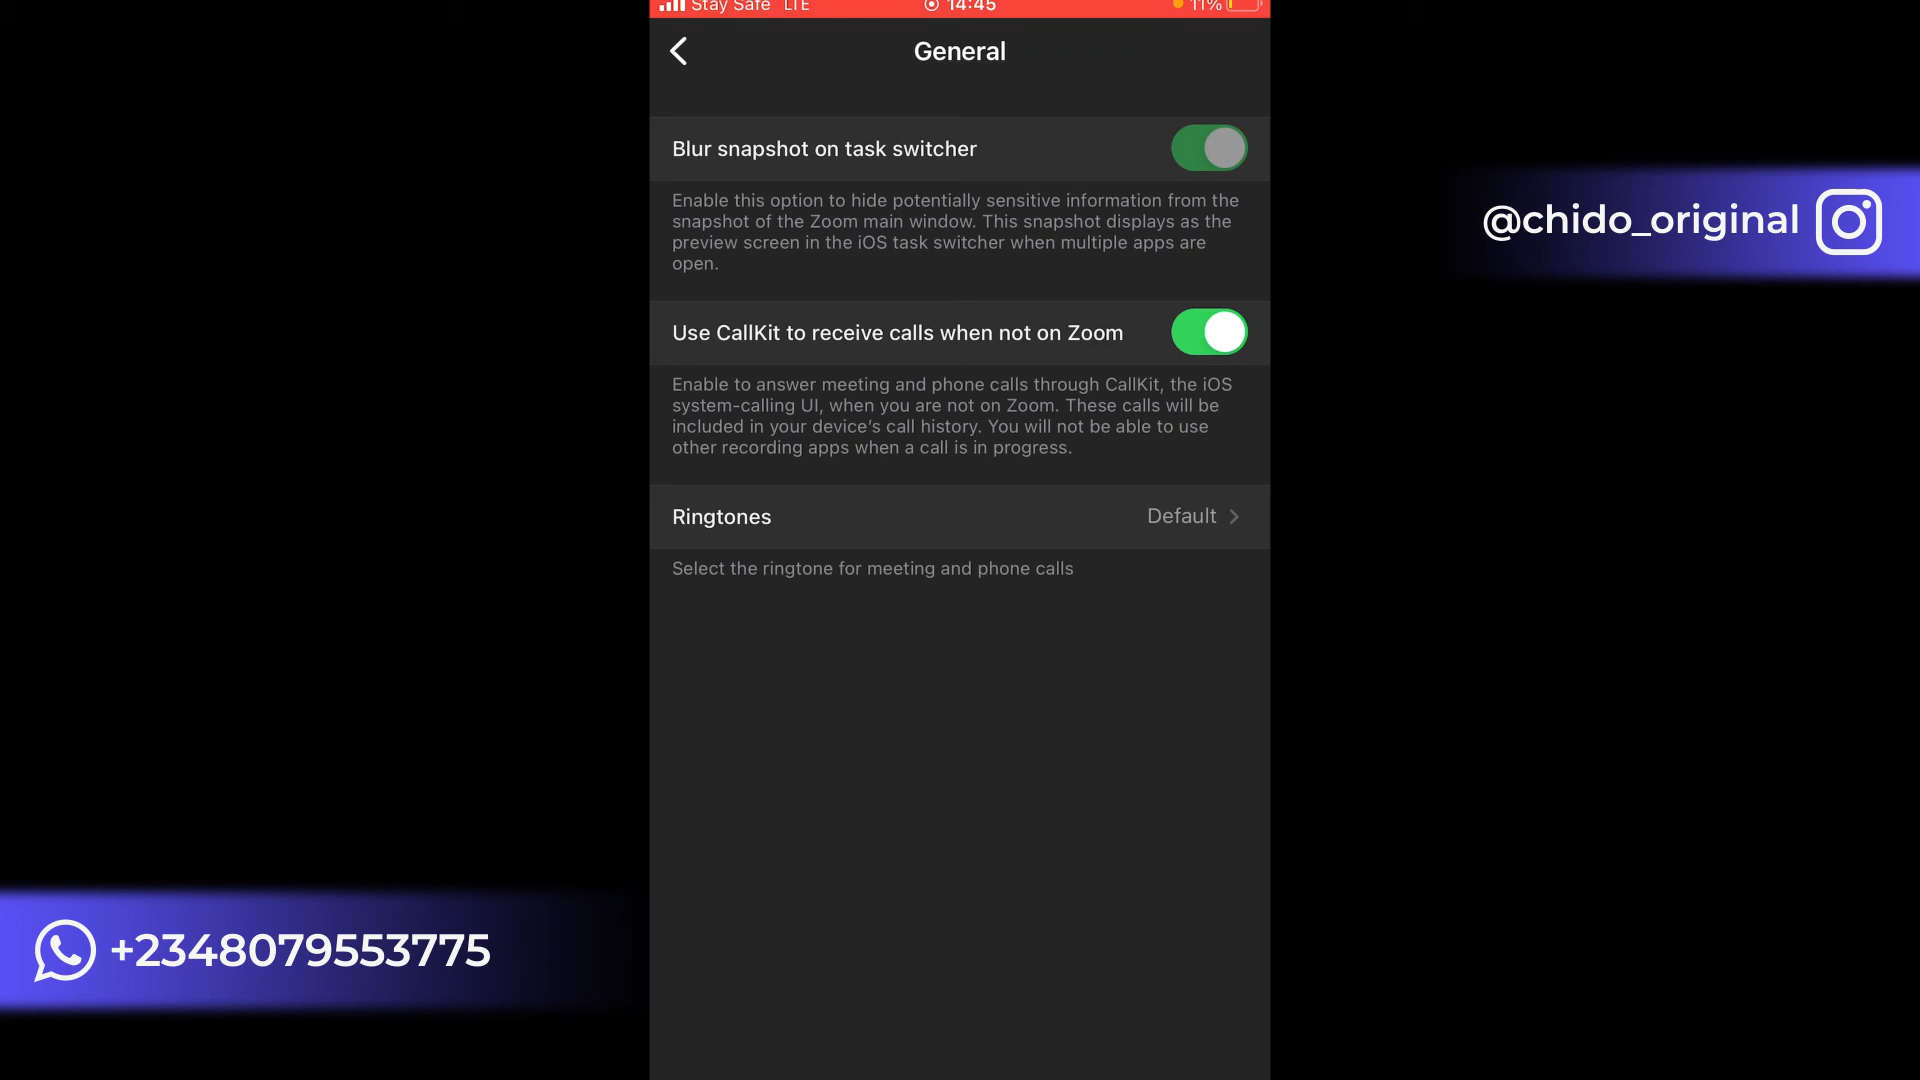 Stay Safe LTE 14:45 11%
General
Blur snapshot on task switcher
Enable this option to hide potentially sensitive information from the
snapshot of the Zoom main window. This snapshot displays as the
preview screen in the iOS task switcher when multiple apps are
open.
@chido_original
Use CallKit to receive calls when not on Zoom
Enable to answer meeting and phone calls through CallKit, the iOS
system-calling UI, when you are not on Zoom. These calls will be
included in your device’s call history. You will not be able to use
other recording apps when a call is in progress.
Ringtones Default
Select the ringtone for meeting and phone calls
+2348079553775